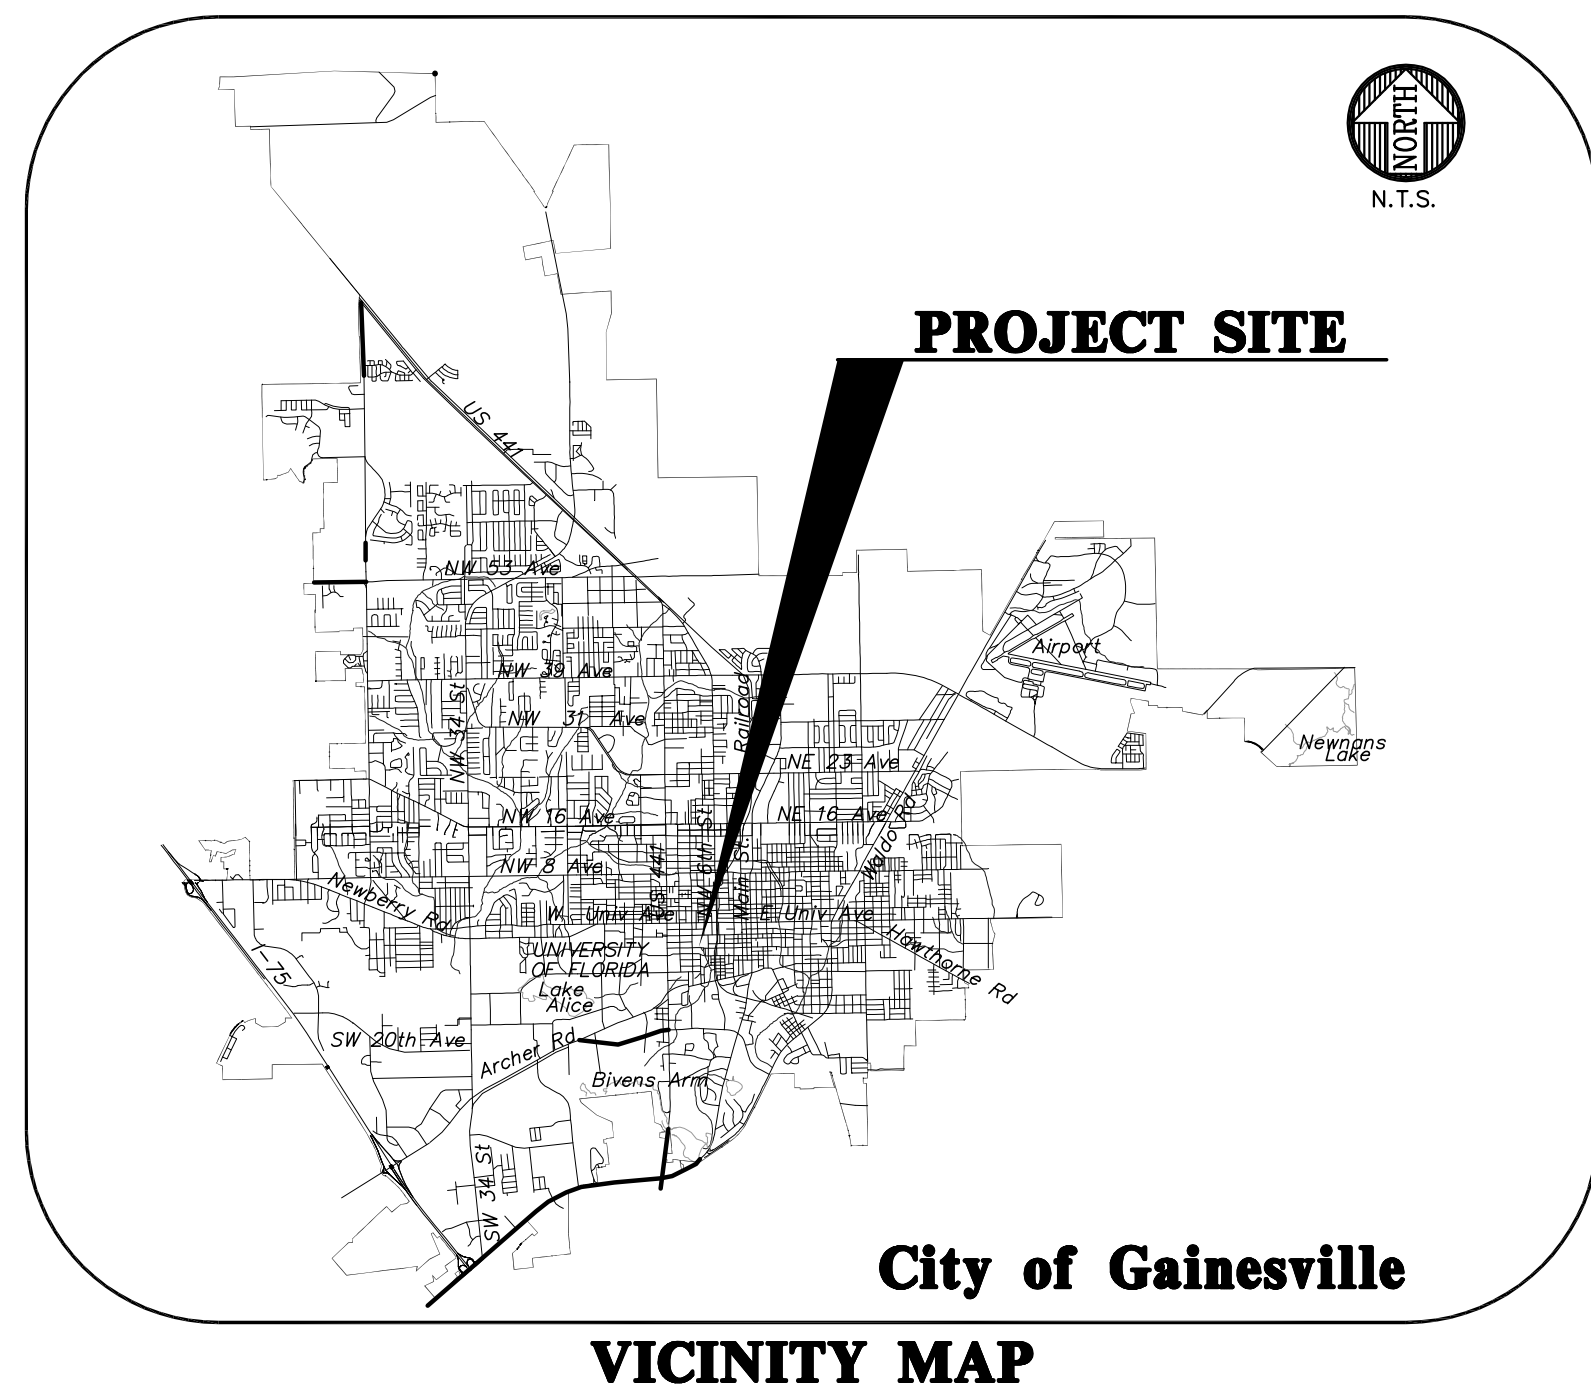 NORTH
N.T.S.
PROJECT SITE
US 441
NW 53 Ave
Airport
NW 39 Ave
NW 34 St
NW 31 Ave
Railroad
Newnans
Lake
NE 23 Ave
NW 16 Ave
NW 6th St
NE 16 Ave
Waldo Rd
NW 8 Ave
US 441
Main St.
Newberry Rd
W. Univ Ave
E Univ Ave
Hawthorne Rd
I-75
UNIVERSITY
OF FLORIDA
Lake
Alice
SW 20th Ave
Archer Rd
Bivens Arm
SW 34 St
City of Gainesville
VICINITY MAP